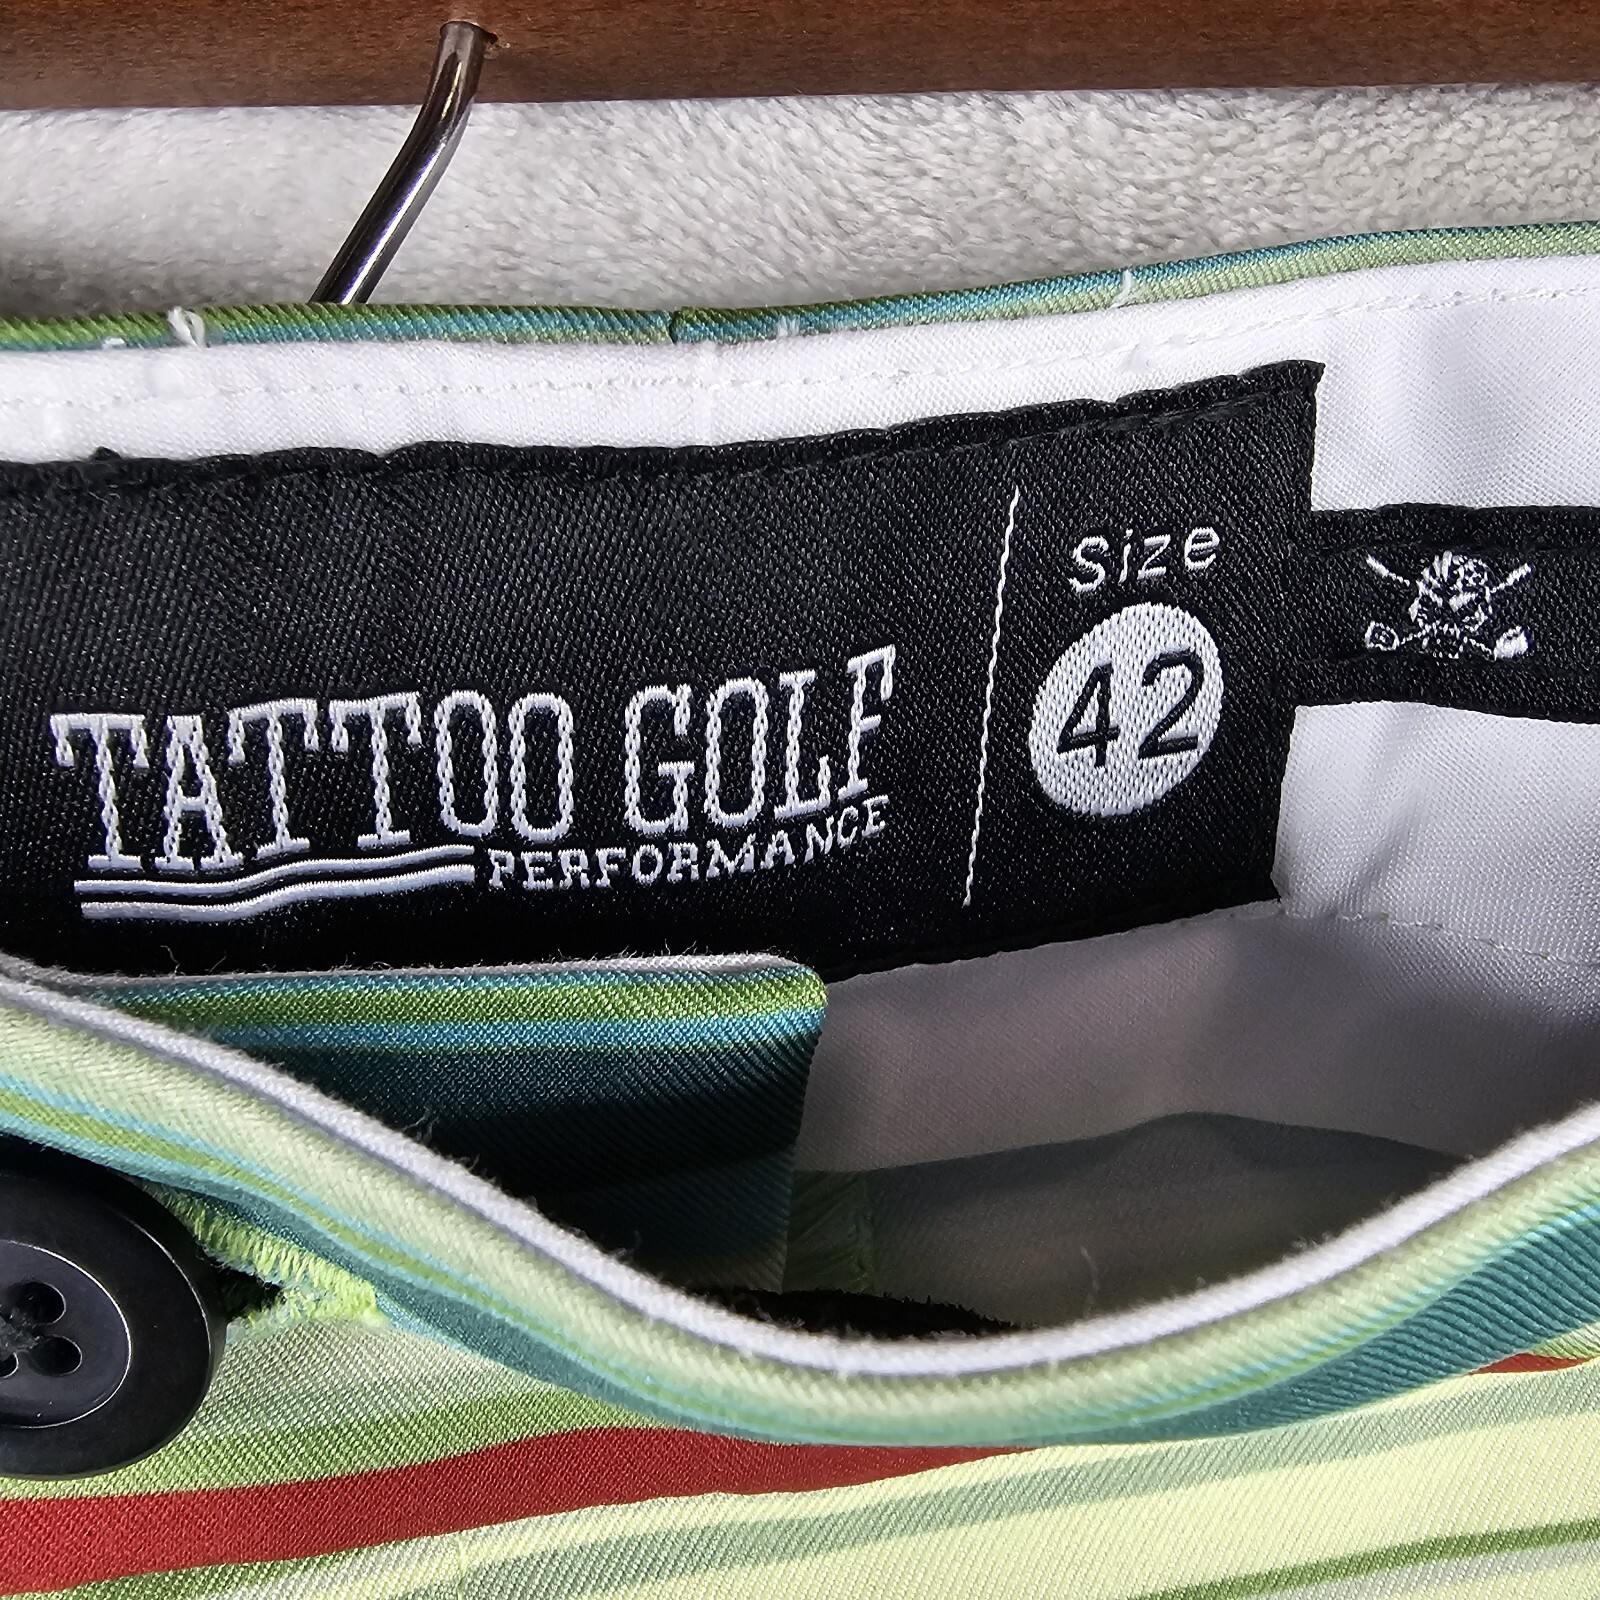 TATTOO GOLF
PERFORMANCE
Size
42